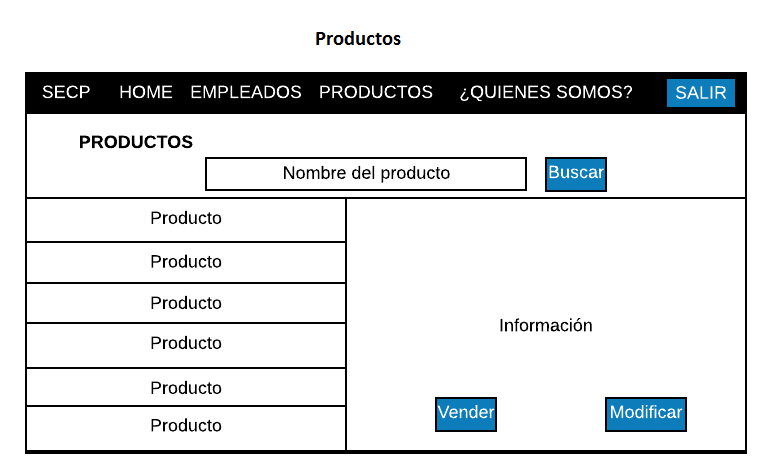 Productos
SECP HOME EMPLEADOS PRODUCTOS ¿QUIENES SOMOS? SALIR
PRODUCTOS
Nombre del producto Buscar
Producto
Producto
Producto
Producto
Producto
Producto
Información
Vender Modificar